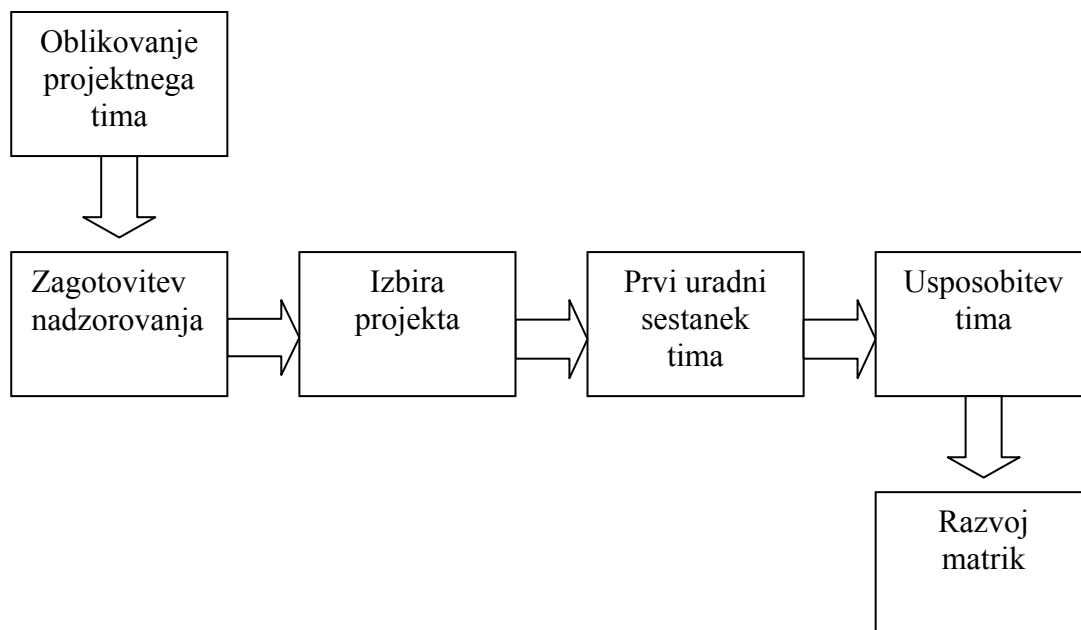 Oblikovanje
projektnega
tima
Zagotovitev
nadzorovanja
Izbira
projekta
Prvi uradni
sestanek
tima
Usposobitev
tima
Razvoj
matrik